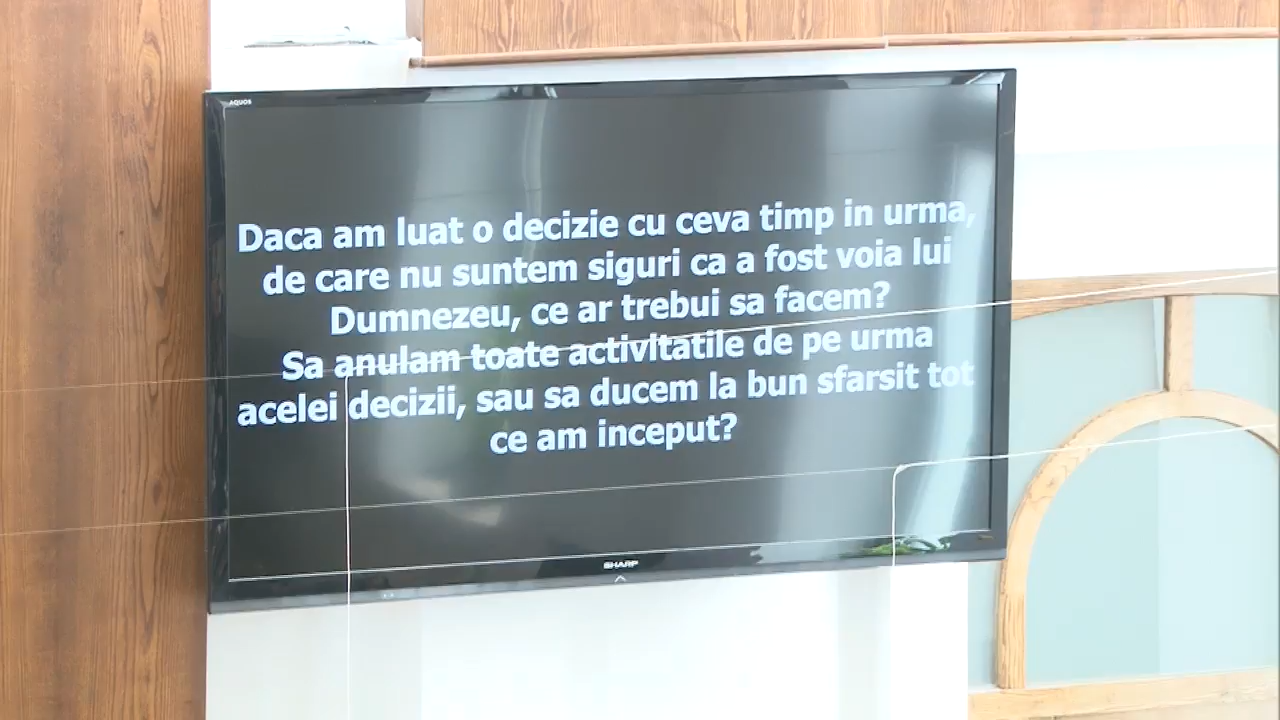 AQUOS
Daca am luat o decizie cu ceva timp in urma,
de care nu suntem siguri ca a fost voia lui
Dumnezeu, ce ar trebui sa facem?
Sa anulam toate activitatile de pe urma
acelei decizii, sau sa ducem la bun sfarsit tot
ce am inceput?
SHARP